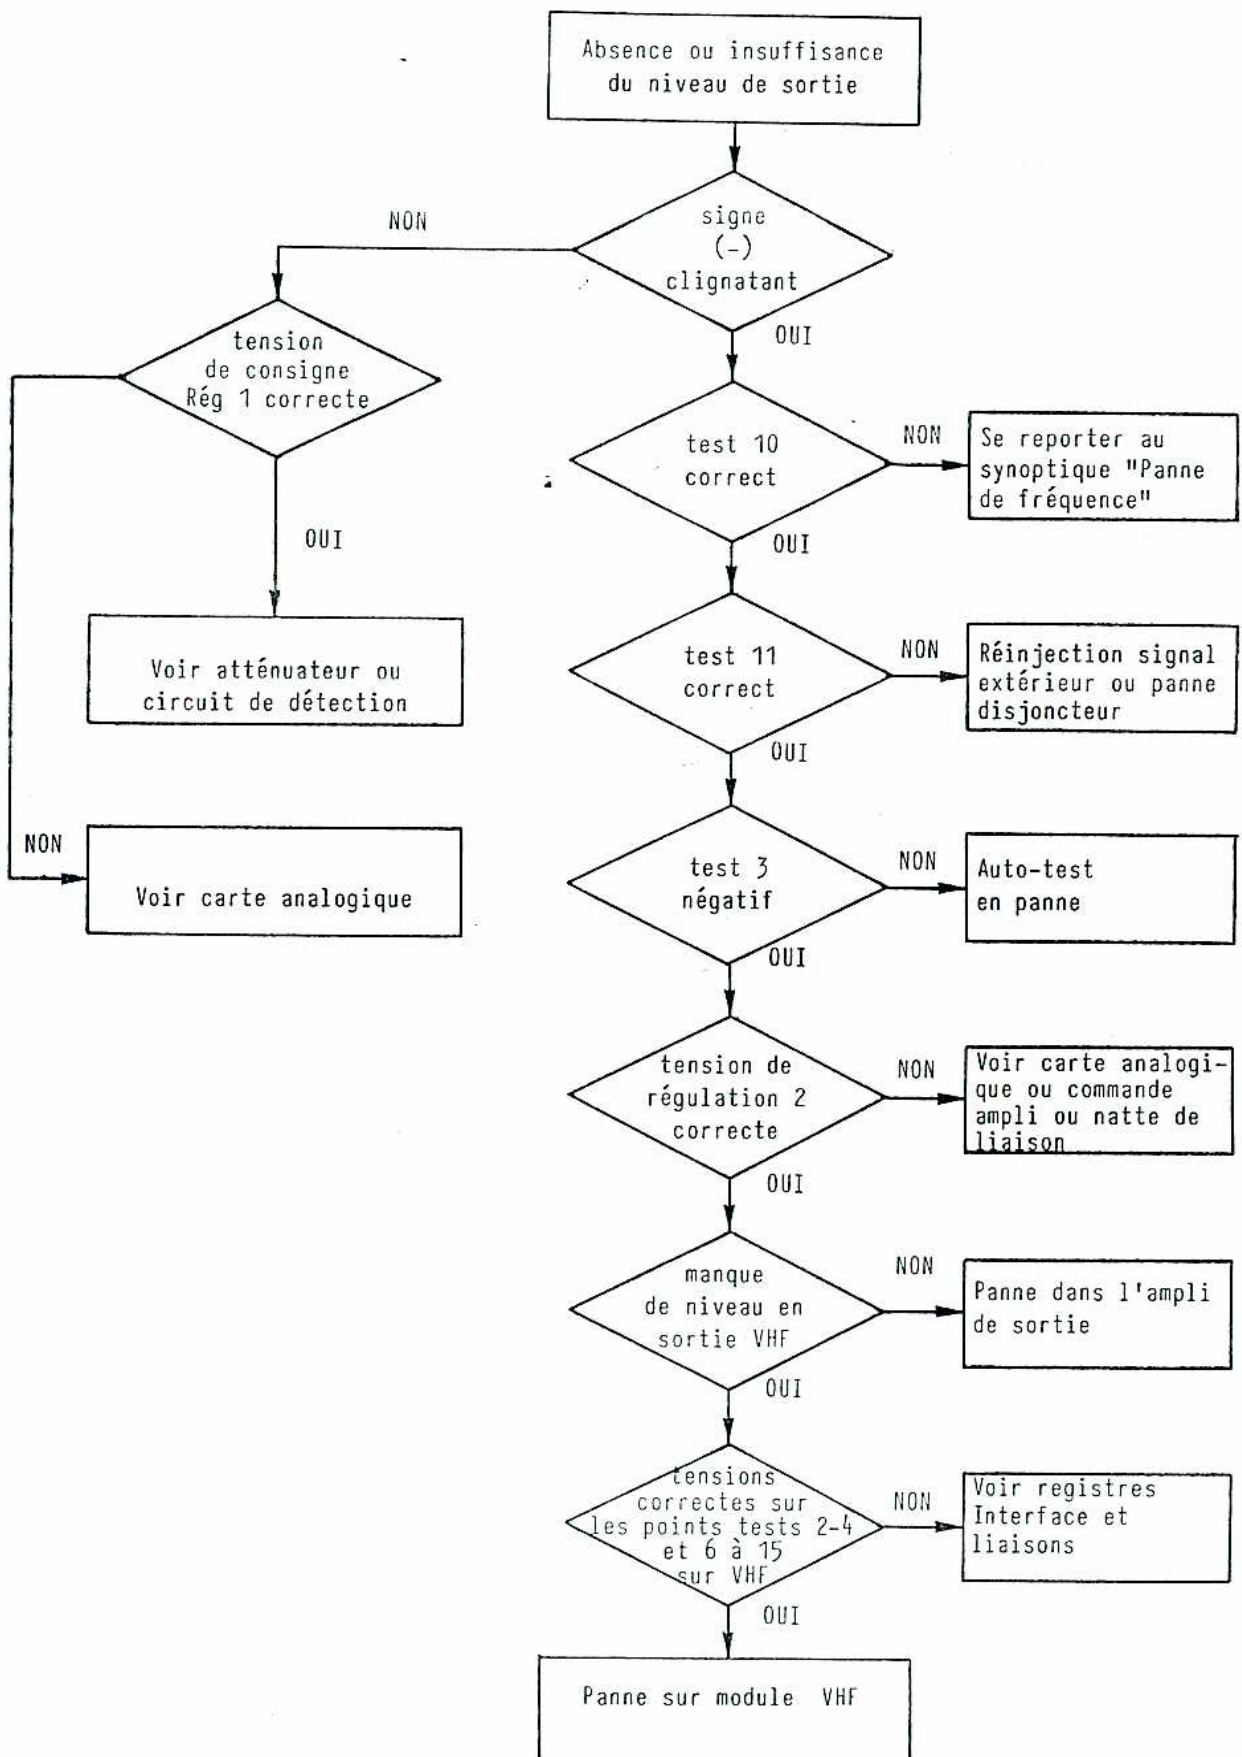 Absence ou insuffisance
du niveau de sortie
signe
(-)
clignatant
NON
OUI
tension
de consigne
Rég 1 correcte
OUI
Voir atténuateur ou
circuit de détection
NON
Voir carte analogique
test 10
correct
NON
Se reporter au
synoptique "Panne
de fréquence"
OUI
test 11
correct
NON
Réinjection signal
extérieur ou panne
disjoncteur
OUI
test 3
négatif
NON
Auto-test
en panne
OUI
tension de
régulation 2
correcte
NON
Voir carte analogi-
que ou commande
ampli ou natte de
liaison
OUI
manque
de niveau en
sortie VHF
NON
Panne dans l'ampli
de sortie
OUI
tensions
correctes sur
les points tests 2-4
et 6 à 15
sur VHF
NON
Voir registres
Interface et
liaisons
OUI
Panne sur module VHF